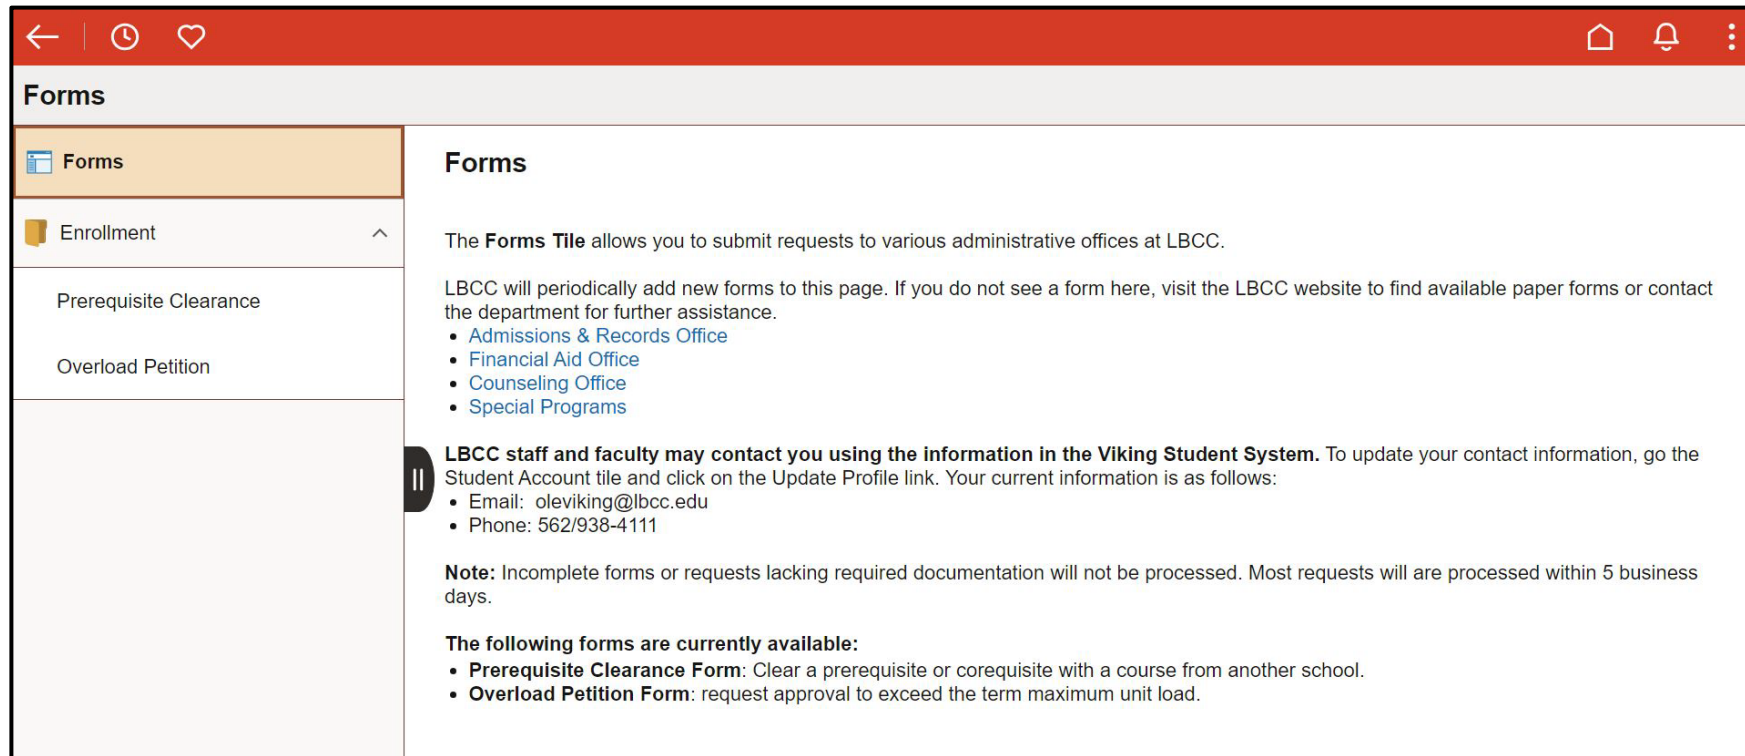 Forms
Forms
Enrollment
Prerequisite Clearance
Overload Petition
Forms
The Forms Tile allows you to submit requests to various administrative offices at LBCC.
LBCC will periodically add new forms to this page. If you do not see a form here, visit the LBCC website to find available paper forms or contact
the department for further assistance.
• Admissions & Records Office
• Financial Aid Office
• Counseling Office
• Special Programs
LBCC staff and faculty may contact you using the information in the Viking Student System. To update your contact information, go the
Student Account tile and click on the Update Profile link. Your current information is as follows:
• Email: oleviking@lbcc.edu
• Phone: 562/938-4111
Note: Incomplete forms or requests lacking required documentation will not be processed. Most requests will are processed within 5 business
days.
The following forms are currently available:
• Prerequisite Clearance Form: Clear a prerequisite or corequisite with a course from another school.
• Overload Petition Form: request approval to exceed the term maximum unit load.